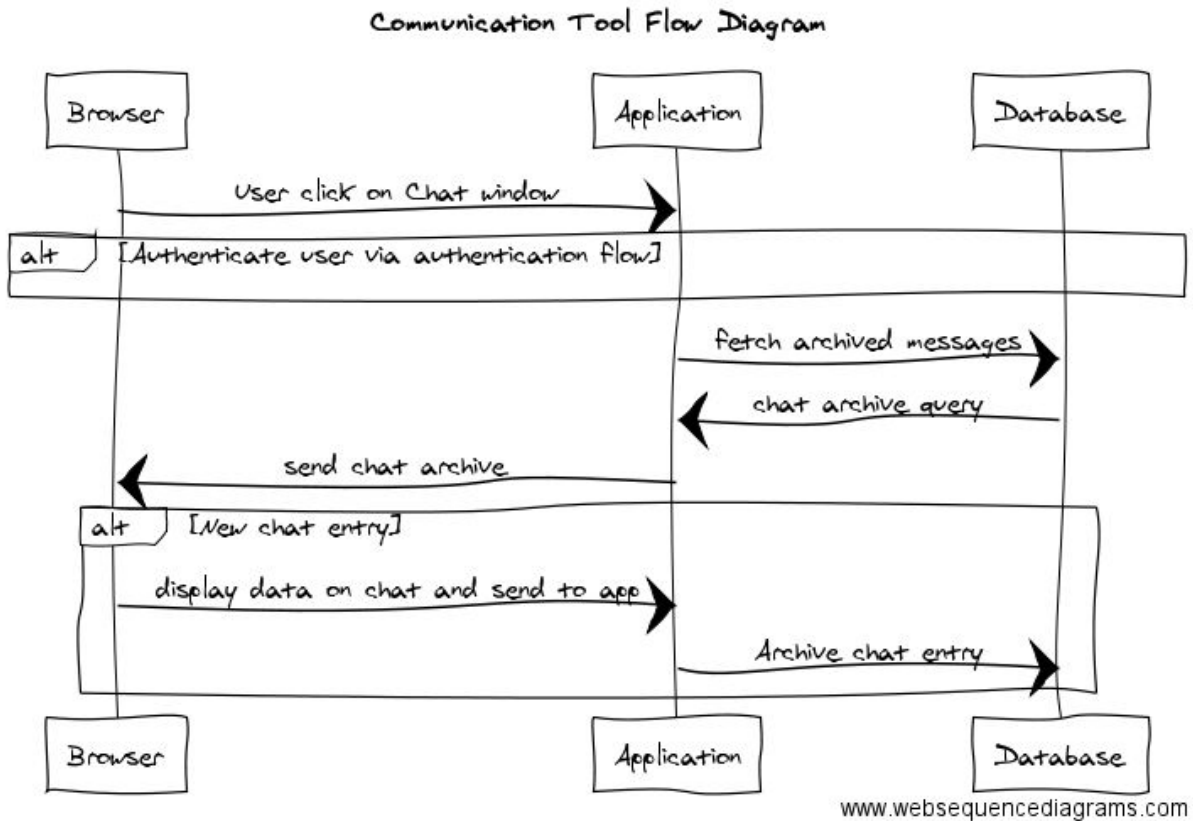 Communication Tool Flow Diagram
Browser
Application
Database
User click on Chat window
alt
[Authenticate user via authentication flow]
fetch archived messages
chat archive query
send chat archive
alt
[New chat entry]
display data on chat and send to app
Archive chat entry
Browser
Application
Database
www.websequencediagrams.com